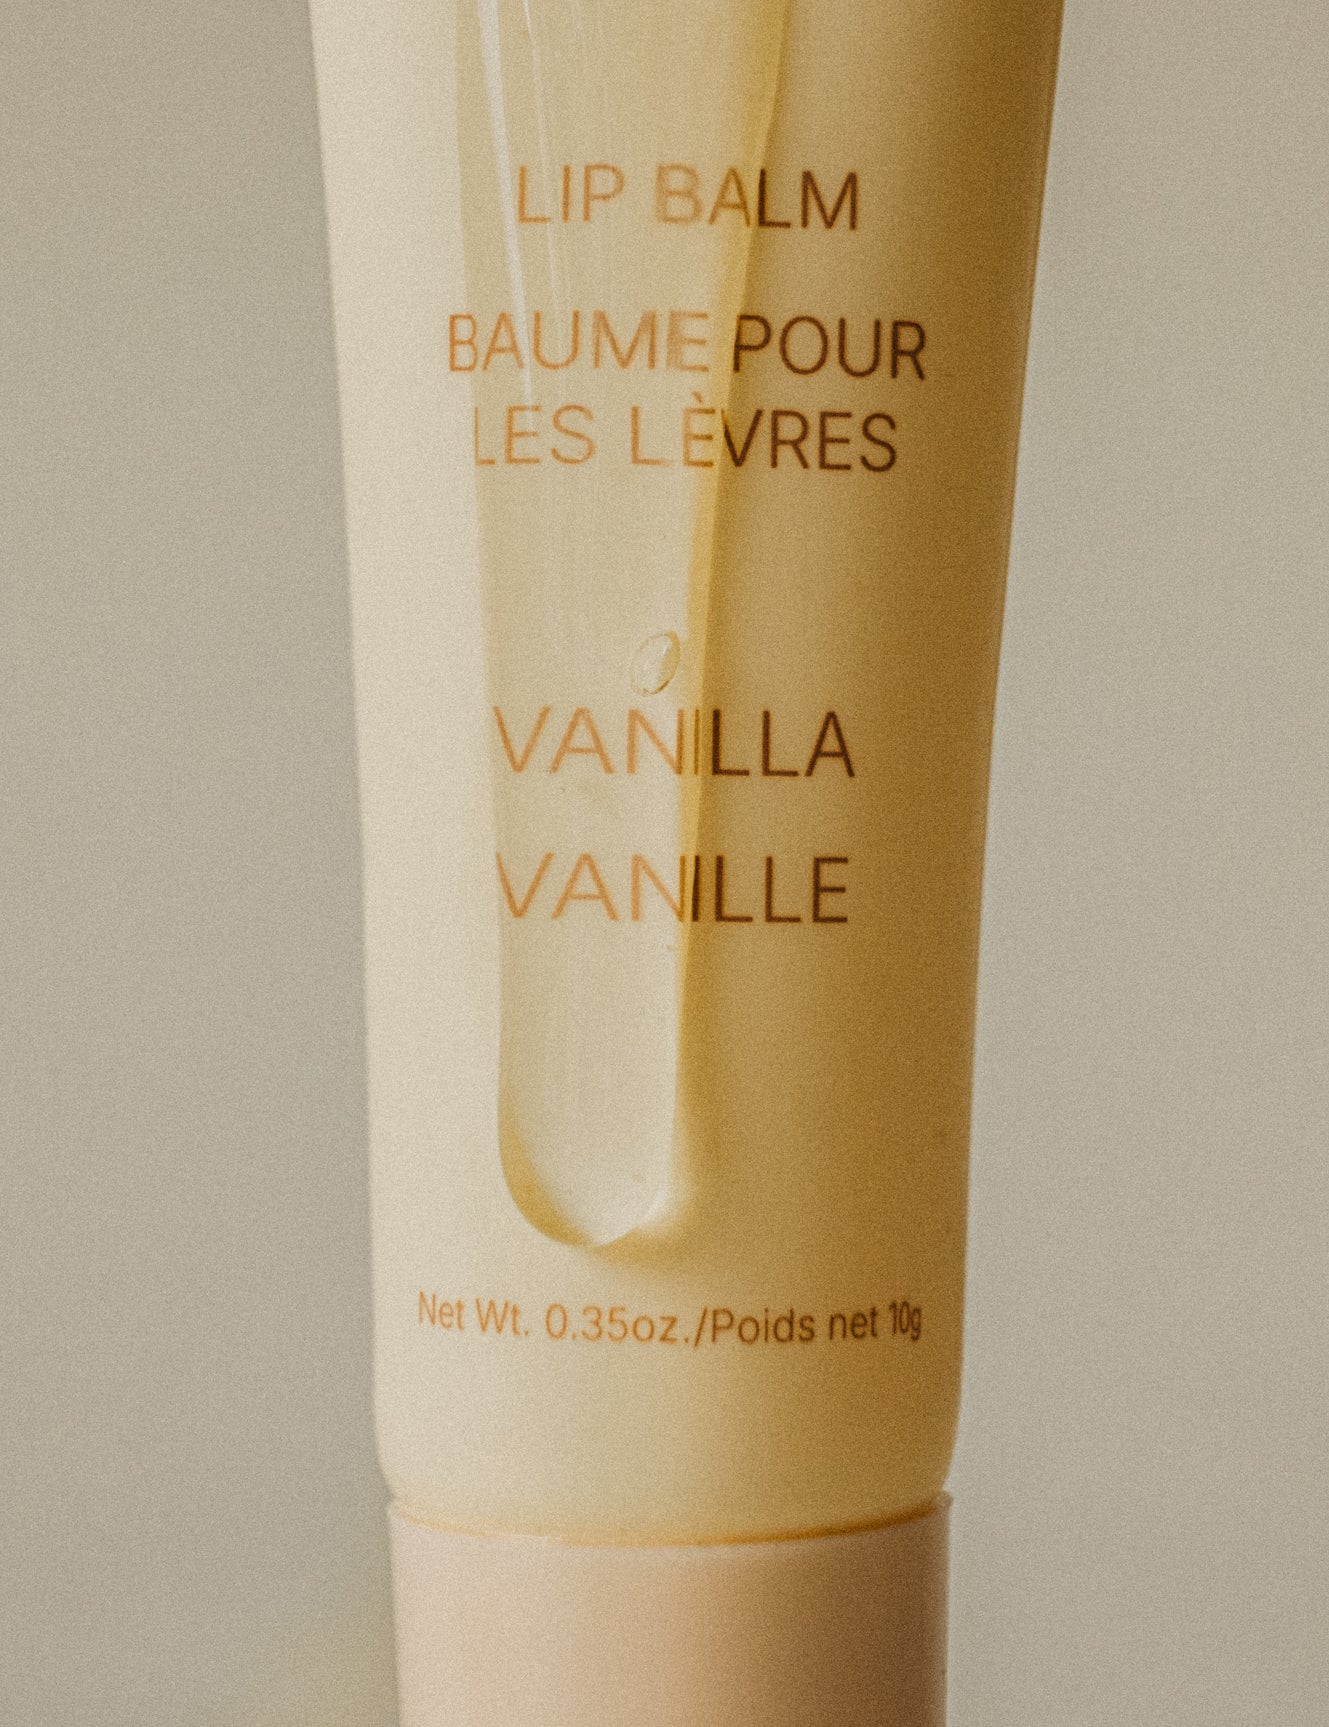 LIP BALM
BAUME POUR
LES LÈVRES
VANILLA
VANILLE
Net Wt. 0.35oz./Poids net 10g